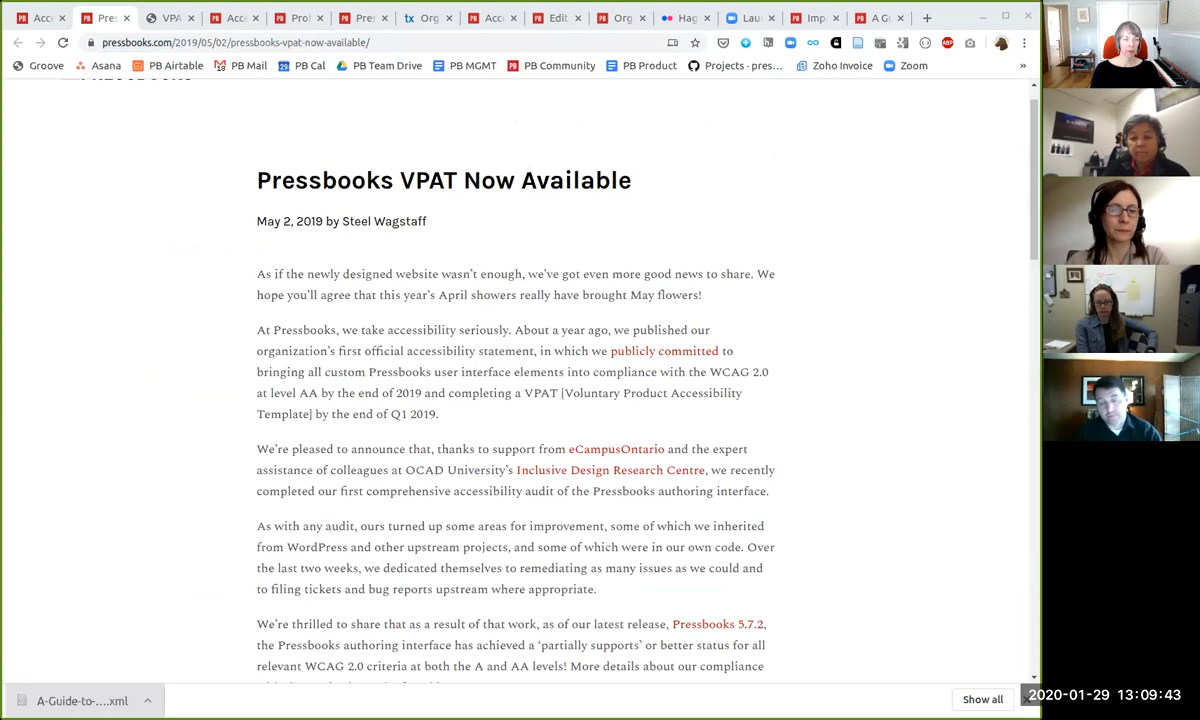 Acc
Pres
VPA
Acc
Prof
Pres
tx Org
Acc
Edit
Org
Hag
Lau
Imp
A Gu
pressbooks.com/2019/05/02/pressbooks-vpat-now-available/
Groove Asana PB Airtable PB Mail PB Cal PB Team Drive PB MGMT PB Community PB Product Projects - pres... Zoho Invoice Zoom »
Pressbooks VPAT Now Available
May 2, 2019 by Steel Wagstaff
As if the newly designed website wasn't enough, we've got even more good news to share. We
hope you'll agree that this year's April showers really have brought May flowers!
At Pressbooks, we take accessibility seriously. About a year ago, we published our
organization's first official accessibility statement, in which we publicly committed to
bringing all custom Pressbooks user interface elements into compliance with the WCAG 2.0
at level AA by the end of 2019 and completing a VPAT [Voluntary Product Accessibility
Template] by the end of Q1 2019.
We're pleased to announce that, thanks to support from eCampusOntario and the expert
assistance of colleagues at OCAD University's Inclusive Design Research Centre, we recently
completed our first comprehensive accessibility audit of the Pressbooks authoring interface.
As with any audit, ours turned up some areas for improvement, some of which we inherited
from WordPress and other upstream projects, and some of which were in our own code. Over
the last two weeks, we dedicated themselves to remediating as many issues as we could and
to filing tickets and bug reports upstream where appropriate.
We're thrilled to share that as a result of that work, as of our latest release, Pressbooks 5.7.2,
the Pressbooks authoring interface has achieved a 'partially supports' or better status for all
relevant WCAG 2.0 criteria at both the A and AA levels! More details about our compliance
A-Guide-to-....xml
Show all
2020-01-29 13:09:43